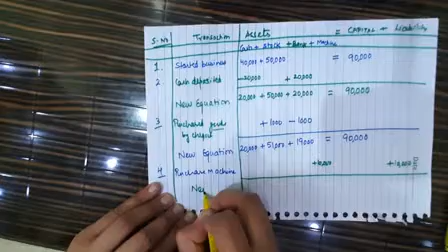 S.No Transaction Assets = CAPITAL + Liability
Cash + Stock + Bank + Machine
1. Started business 40,000 + 50,000 = 90,000
2 Cash deposited -20,000 + 20,000
New Equation 20,000 + 50,000 + 20,000 = 90,000
3 Purchased goods + 1000 - 1000
by cheque
New Equation 20,000 + 51,000 + 19,000 = 90,000
4 Purchase Machine +10,000 + 10,000
New
Date